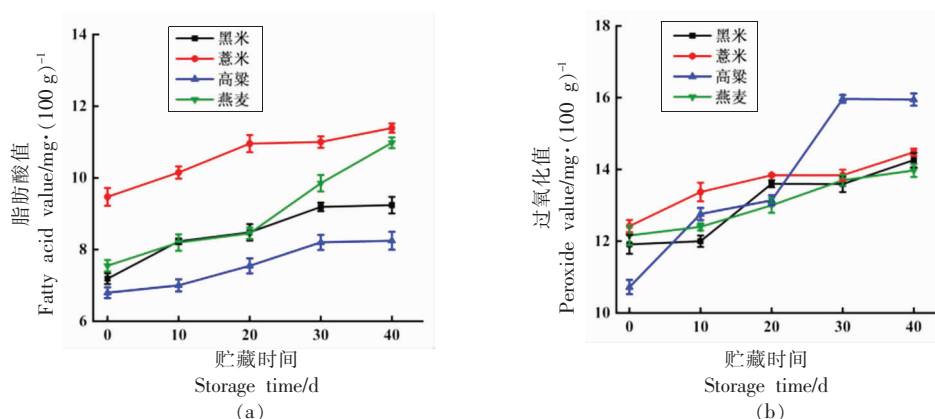 脂肪酸值
Fatty acid value/mg·(100 g)⁻¹
14
12
10
8
6
黑米
薏米
高粱
燕麦
0 10 20 30 40
贮藏时间
Storage time/d
(a)
过氧化值
Peroxide value/mg·(100 g)⁻¹
18
16
14
12
10
黑米
薏米
高粱
燕麦
0 10 20 30 40
贮藏时间
Storage time/d
(b)